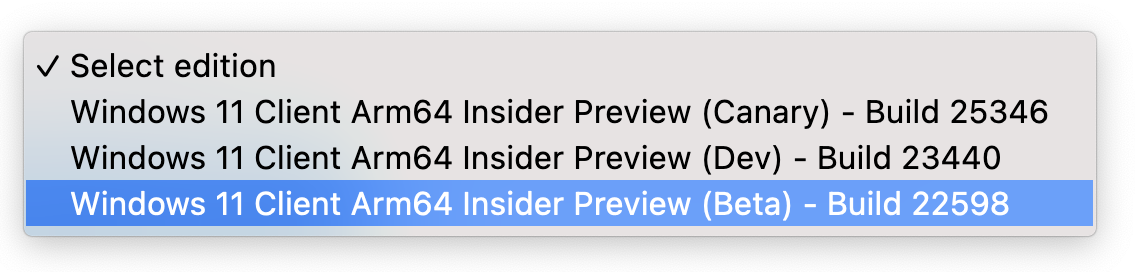 ✓ Select edition
Windows 11 Client Arm64 Insider Preview (Canary) - Build 25346
Windows 11 Client Arm64 Insider Preview (Dev) - Build 23440
Windows 11 Client Arm64 Insider Preview (Beta) - Build 22598